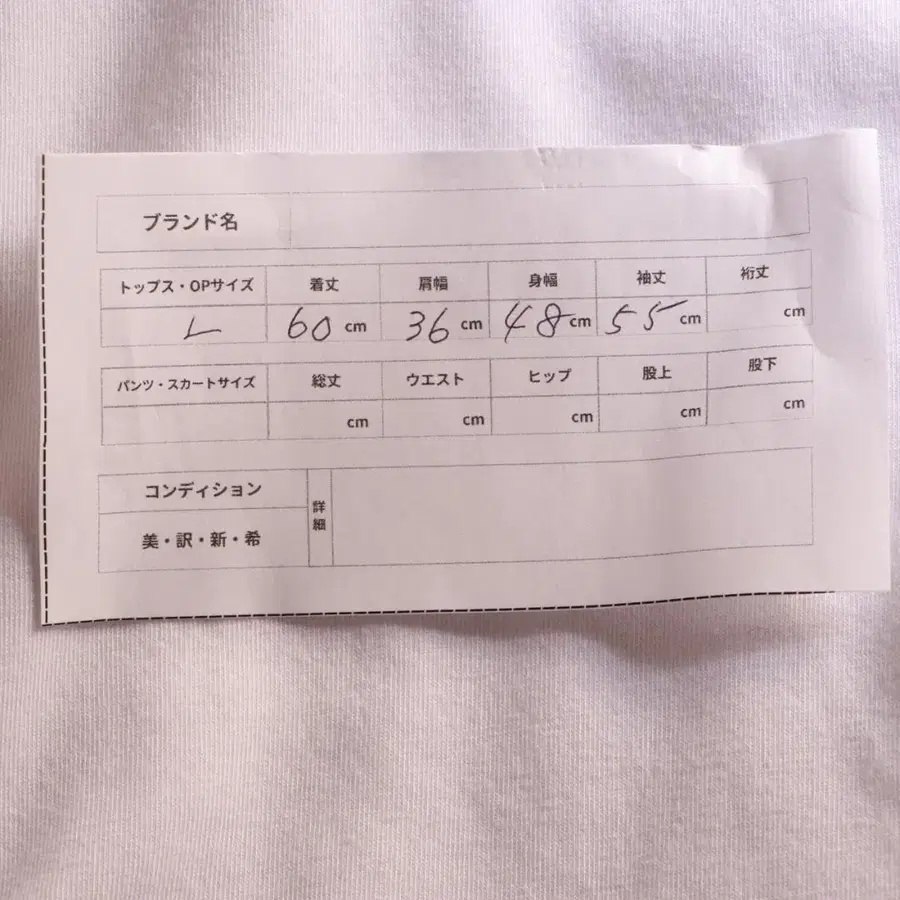 ブランド名
トップス・OPサイズ 着丈 肩幅 身幅 袖丈 裄丈
L 60 cm 36 cm 48 cm 55 cm cm
パンツ・スカートサイズ 総丈 ウエスト ヒップ 股上 股下
cm cm cm cm cm
コンディション
美・訳・新・希
詳細